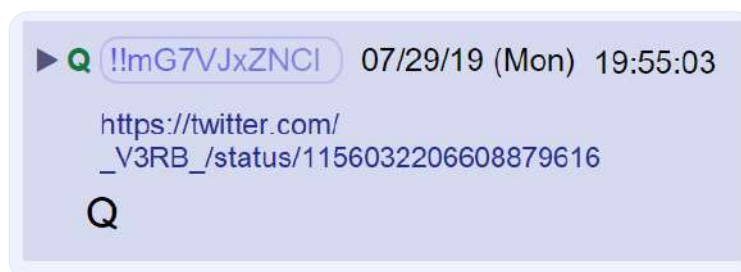 ▶ Q !!mG7VJxZNCI 07/29/19 (Mon) 19:55:03
https://twitter.com/
_V3RB_/status/1156032206608879616
Q